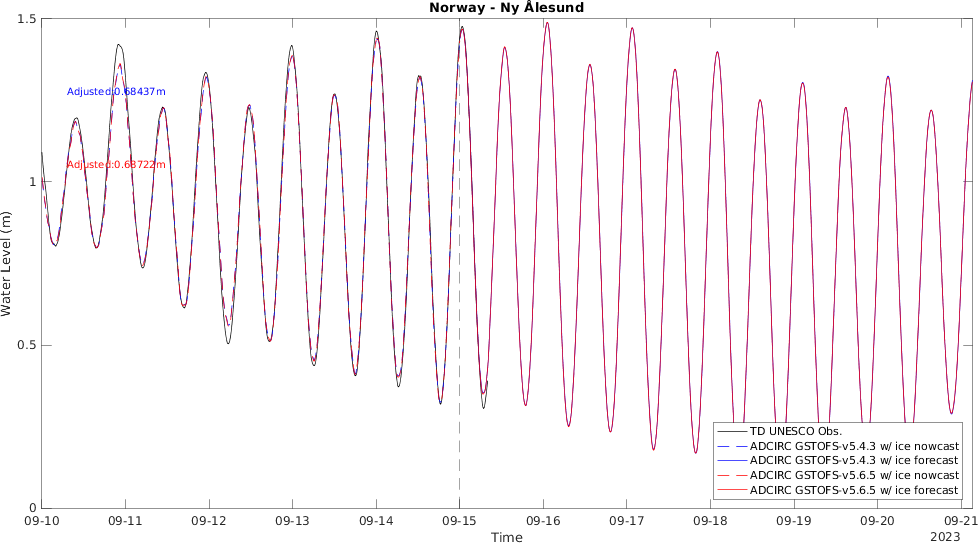 Norway - Ny Ålesund
1.5
1
0.5
0
Water Level (m)
Adjusted:0.68437m
Adjusted:0.68722m
TD UNESCO Obs.
ADCIRC GSTOFS-v5.4.3 w/ ice nowcast
ADCIRC GSTOFS-v5.4.3 w/ ice forecast
ADCIRC GSTOFS-v5.6.5 w/ ice nowcast
ADCIRC GSTOFS-v5.6.5 w/ ice forecast
09-10 09-11 09-12 09-13 09-14 09-15 09-16 09-17 09-18 09-19 09-20 09-21
Time
2023